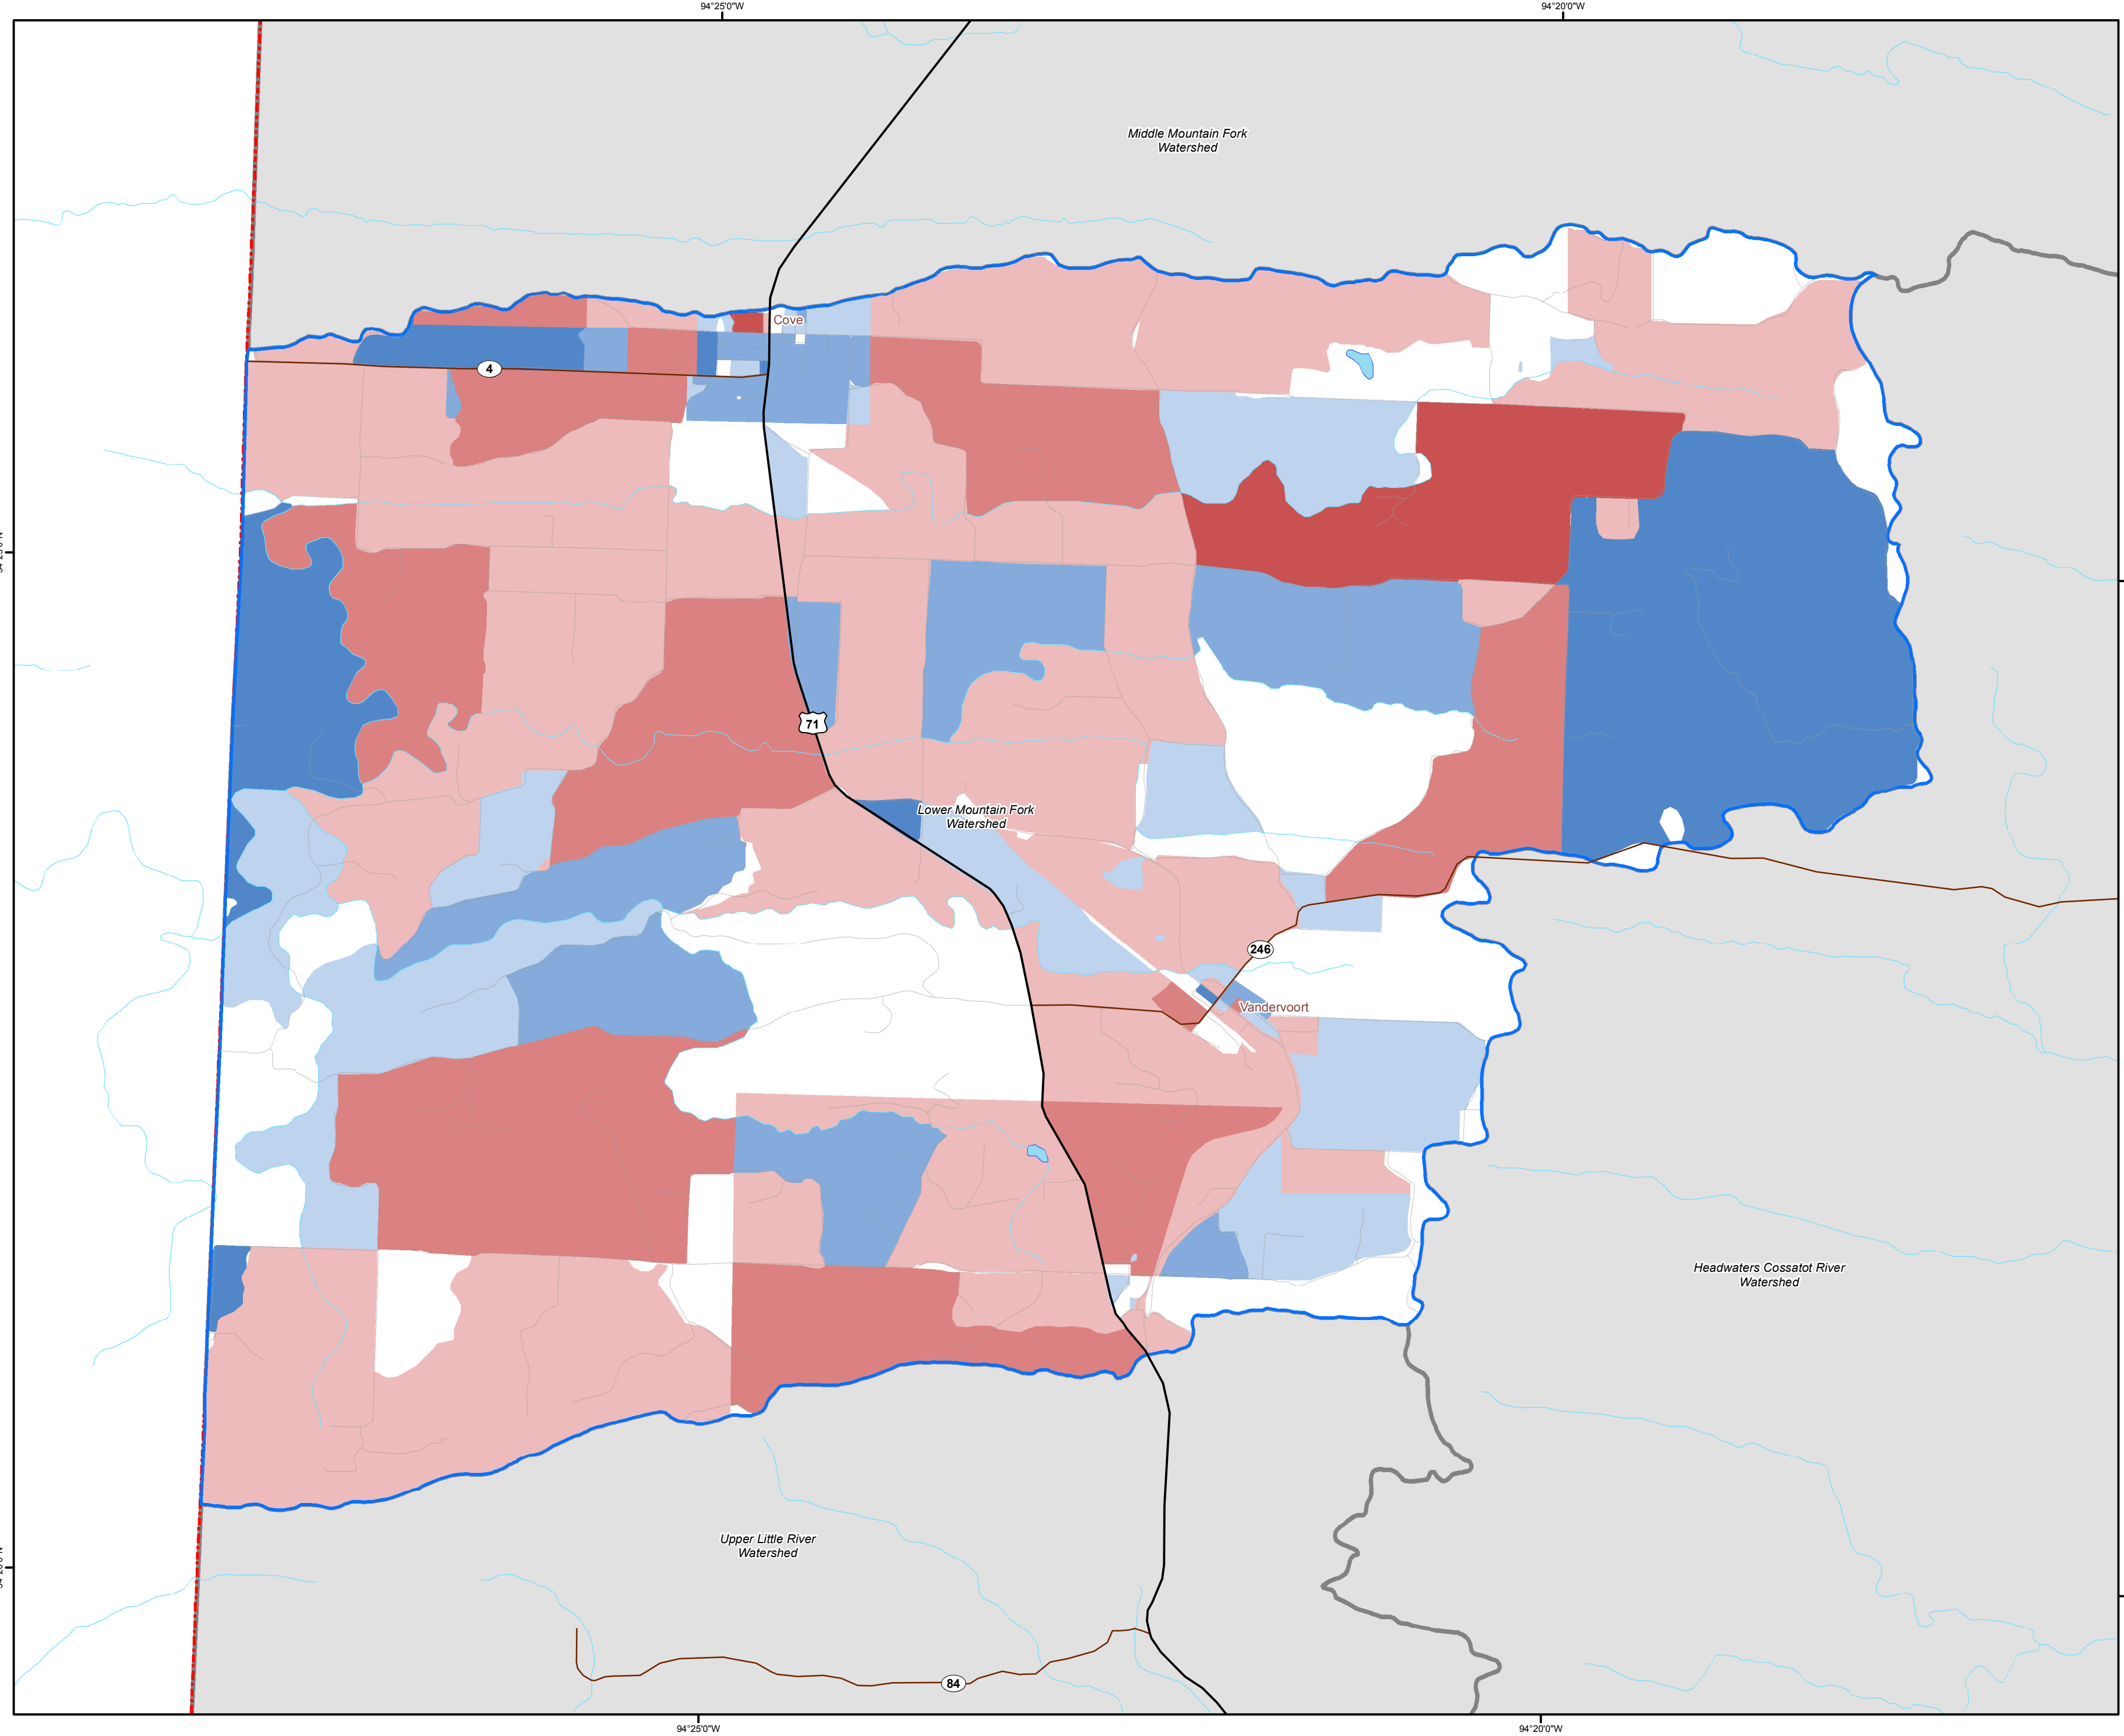 94°25'0"W
94°20'0"W
Middle Mountain Fork
Watershed
Cove
4
71
Lower Mountain Fork
Watershed
246
Vandervoort
Headwaters Cossatot River
Watershed
Upper Little River
Watershed
84
94°25'0"W
94°20'0"W